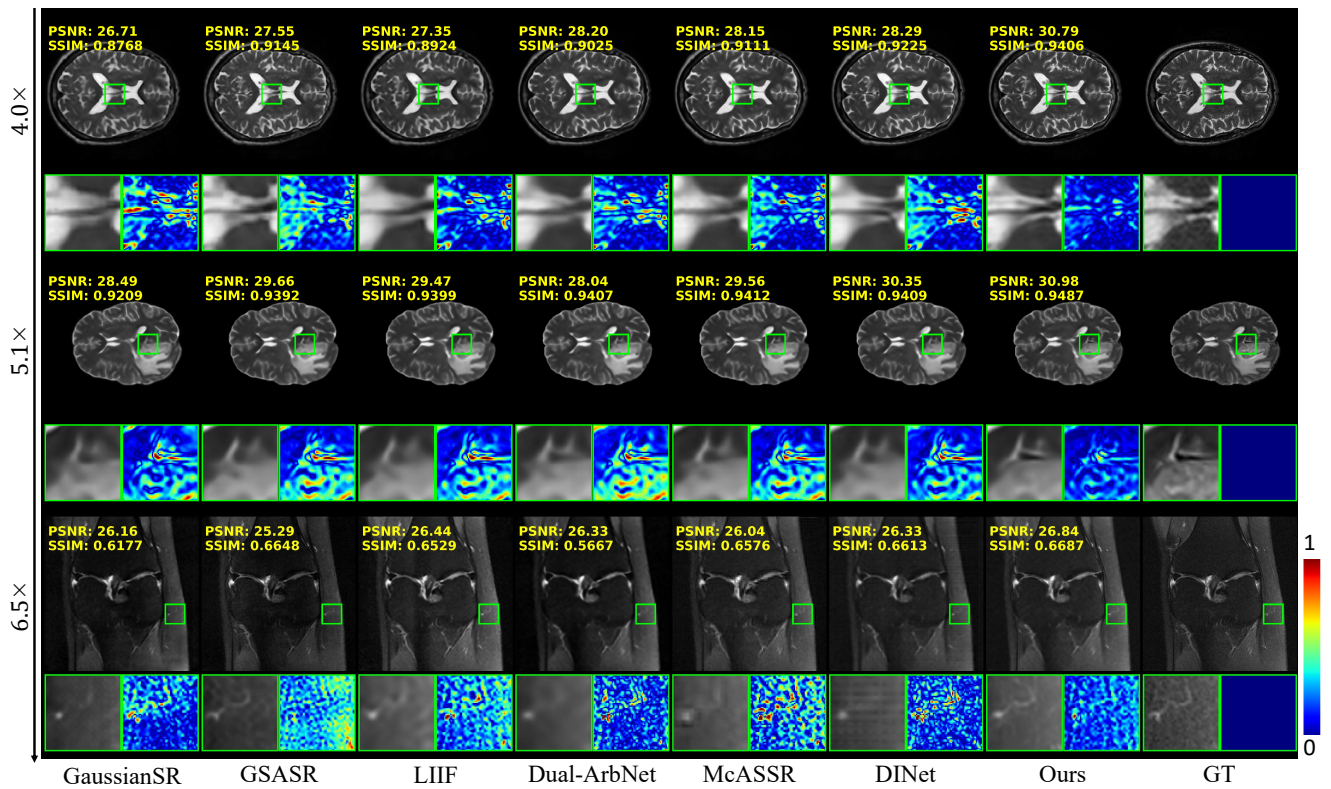 4.0×
PSNR: 26.71
SSIM: 0.8768
PSNR: 27.55
SSIM: 0.9145
PSNR: 27.35
SSIM: 0.8924
PSNR: 28.20
SSIM: 0.9025
PSNR: 28.15
SSIM: 0.9111
PSNR: 28.29
SSIM: 0.9225
PSNR: 30.79
SSIM: 0.9406
5.1×
PSNR: 28.49
SSIM: 0.9209
PSNR: 29.66
SSIM: 0.9392
PSNR: 29.47
SSIM: 0.9399
PSNR: 28.04
SSIM: 0.9407
PSNR: 29.56
SSIM: 0.9412
PSNR: 30.35
SSIM: 0.9409
PSNR: 30.98
SSIM: 0.9487
6.5×
PSNR: 26.16
SSIM: 0.6177
PSNR: 25.29
SSIM: 0.6648
PSNR: 26.44
SSIM: 0.6529
PSNR: 26.33
SSIM: 0.5667
PSNR: 26.04
SSIM: 0.6576
PSNR: 26.33
SSIM: 0.6613
PSNR: 26.84
SSIM: 0.6687
1
0
GaussianSR
GSASR
LIIF
Dual-ArbNet
McASSR
DINet
Ours
GT